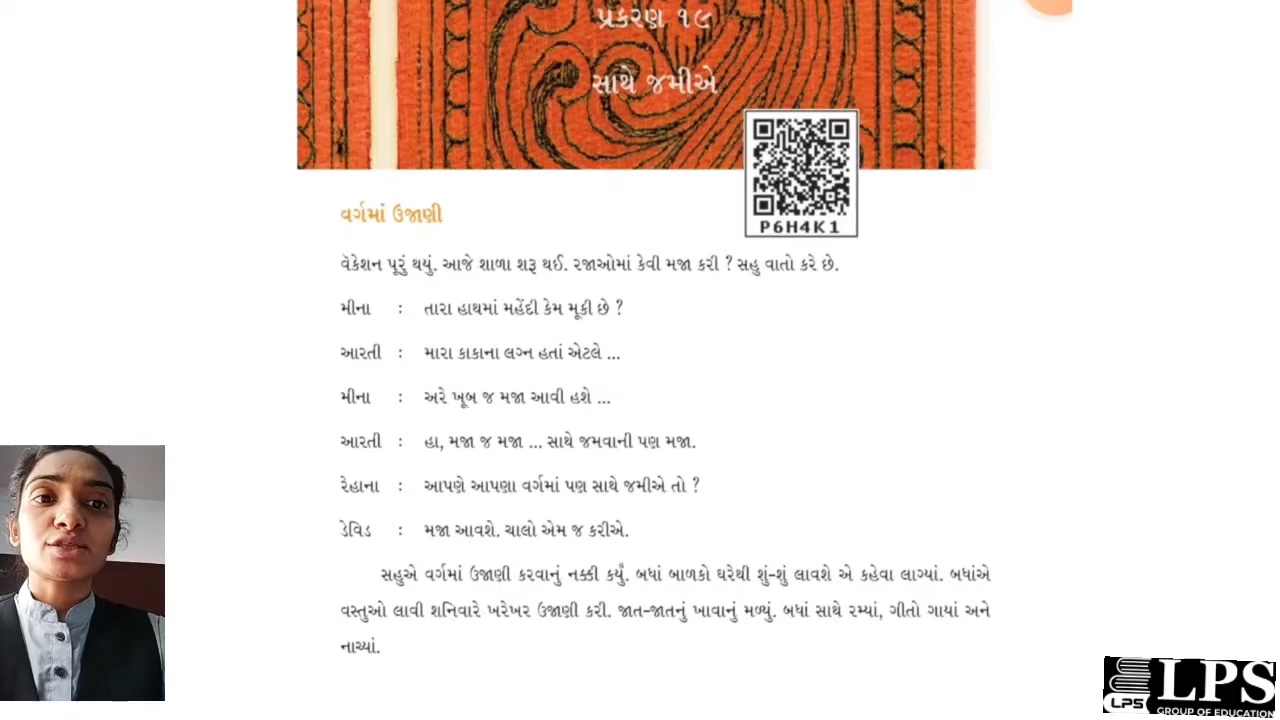 પ્રકરણ ૧૯
સાથે જમીએ
P6H4K1
વર્ગમાં ઉજાણી
વૅકેશન પૂરું થયું. આજે શાળા શરૂ થઈ. રજાઓમાં કેવી મજા કરી ? સહુ વાતો કરે છે.
મીના : તારા હાથમાં મહેંદી કેમ મૂકી છે ?
આરતી : મારા કાકાના લગ્ન હતાં એટલે ...
મીના : અરે ખૂબ જ મજા આવી હશે ...
આરતી : હા, મજા જ મજા ... સાથે જમવાની પણ મજા.
રેહાના : આપણે આપણા વર્ગમાં પણ સાથે જમીએ તો ?
ડેવિડ : મજા આવશે. ચાલો એમ જ કરીએ.
સહુએ વર્ગમાં ઉજાણી કરવાનું નક્કી કર્યું. બધાં બાળકો ઘરેથી શું-શું લાવશે એ કહેવા લાગ્યાં. બધાંએ
વસ્તુઓ લાવી શનિવારે ખરેખર ઉજાણી કરી. જાત-જાતનું ખાવાનું મળ્યું. બધાં સાથે રમ્યાં, ગીતો ગાયાં અને
નાચ્યાં.
LPS
LPS
GROUP OF EDUCATION